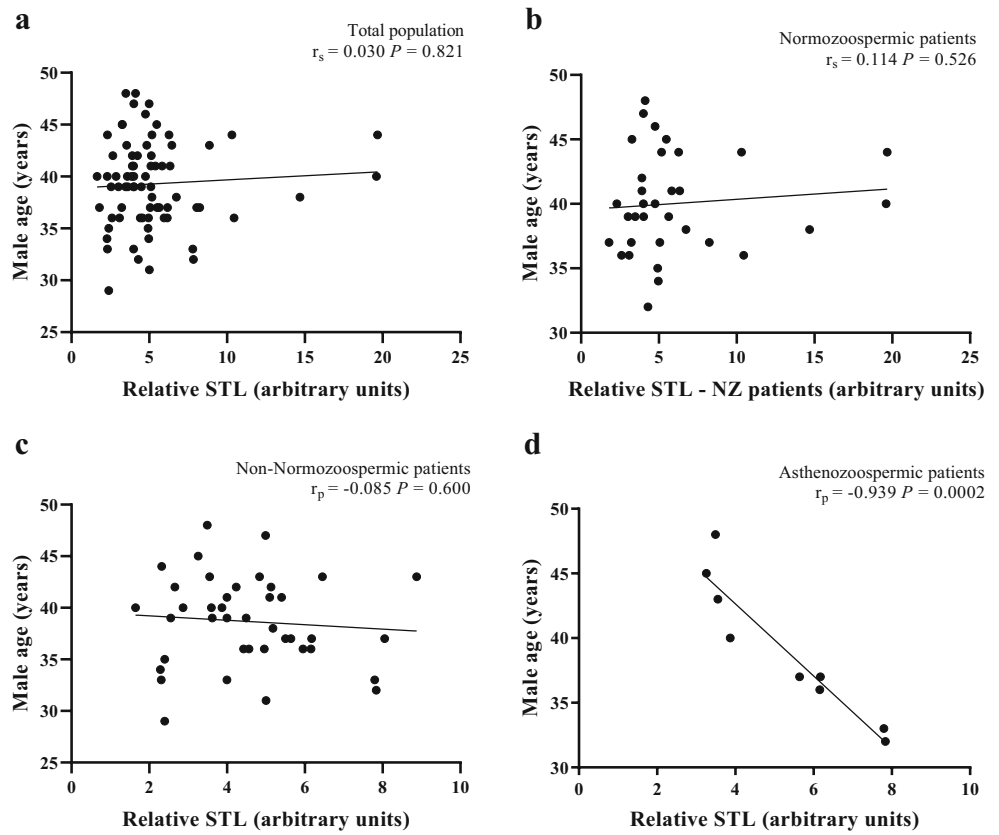 a
Total population
rs = 0.030 P = 0.821
50
45
40
35
30
25
0 5 10 15 20 25
Male age (years)
Relative STL (arbitrary units)
b
Normozoospermic patients
rs = 0.114 P = 0.526
50
45
40
35
30
0 5 10 15 20 25
Male age (years)
Relative STL - NZ patients (arbitrary units)
c
Non-Normozoospermic patients
rp = -0.085 P = 0.600
50
45
40
35
30
25
0 2 4 6 8 10
Male age (years)
Relative STL (arbitrary units)
d
Asthenozoospermic patients
rp = -0.939 P = 0.0002
50
45
40
35
30
0 2 4 6 8 10
Male age (years)
Relative STL (arbitrary units)